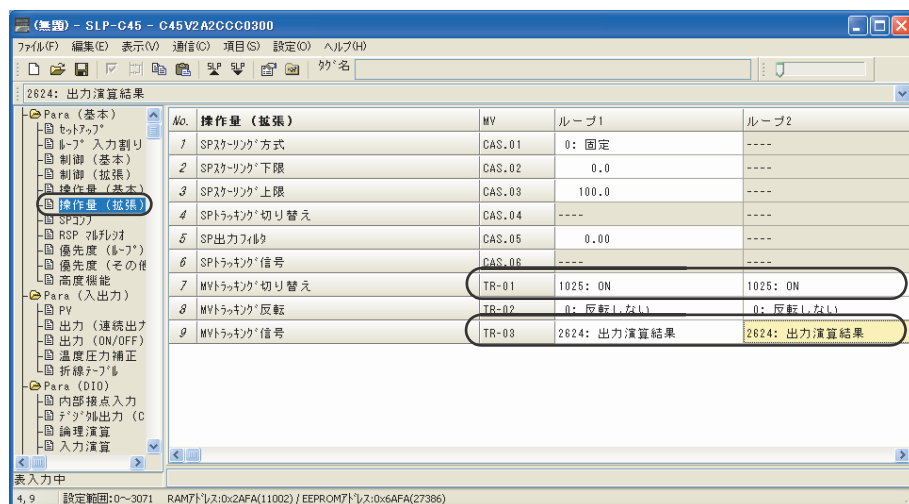 (無題) - SLP-C45 - C45V2A2CCC0300
ﾌｧｲﾙ(F) 編集(E) 表示(V) 通信(C) 項目(S) 設定(O) ヘルプ(H)
ﾀｸﾞ名
2624: 出力演算結果
Para (基本)
ｾｯﾄｱｯﾌﾟ
ﾙｰﾌﾟ 入力割り
制御 (基本)
制御 (拡張)
操作量 (基本)
操作量 (拡張)
SPｺﾝﾌ
RSP ﾏﾙﾁﾚｼｵ
優先度 (ﾙｰﾌﾟ)
優先度 (その他
高度機能
Para (入出力)
PV
出力 (連続出ｶ
出力 (ON/OFF)
温度圧力補正
折線ﾃｰﾌﾞﾙ
Para (DIO)
内部接点入力
ﾃﾞｼﾞﾀﾙ出力 (C
論理演算
入力演算
No. 操作量 (拡張) MV ループ1 ループ2
1 SPｽｹｰﾘﾝｸﾞ方式 CAS.01 0: 固定 ----
2 SPｽｹｰﾘﾝｸﾞ下限 CAS.02 0.0 ----
3 SPｽｹｰﾘﾝｸﾞ上限 CAS.03 100.0 ----
4 SPﾄﾗｯｷﾝｸﾞ切り替え CAS.04 ---- ----
5 SP出力ﾌｨﾙﾀ CAS.05 0.00 ----
6 SPﾄﾗｯｷﾝｸﾞ信号 CAS.06 ---- ----
7 MVﾄﾗｯｷﾝｸﾞ切り替え TR-01 1025: ON 1025: ON
8 MVﾄﾗｯｷﾝｸﾞ反転 TR-02 0: 反転しない 0: 反転しない
9 MVﾄﾗｯｷﾝｸﾞ信号 TR-03 2624: 出力演算結果 2624: 出力演算結果
表入力中
4, 9 設定範囲:0～3071 RAMｱﾄﾞﾚｽ:0x2AFA(11002) / EEPROMｱﾄﾞﾚｽ:0x6AFA(27386)